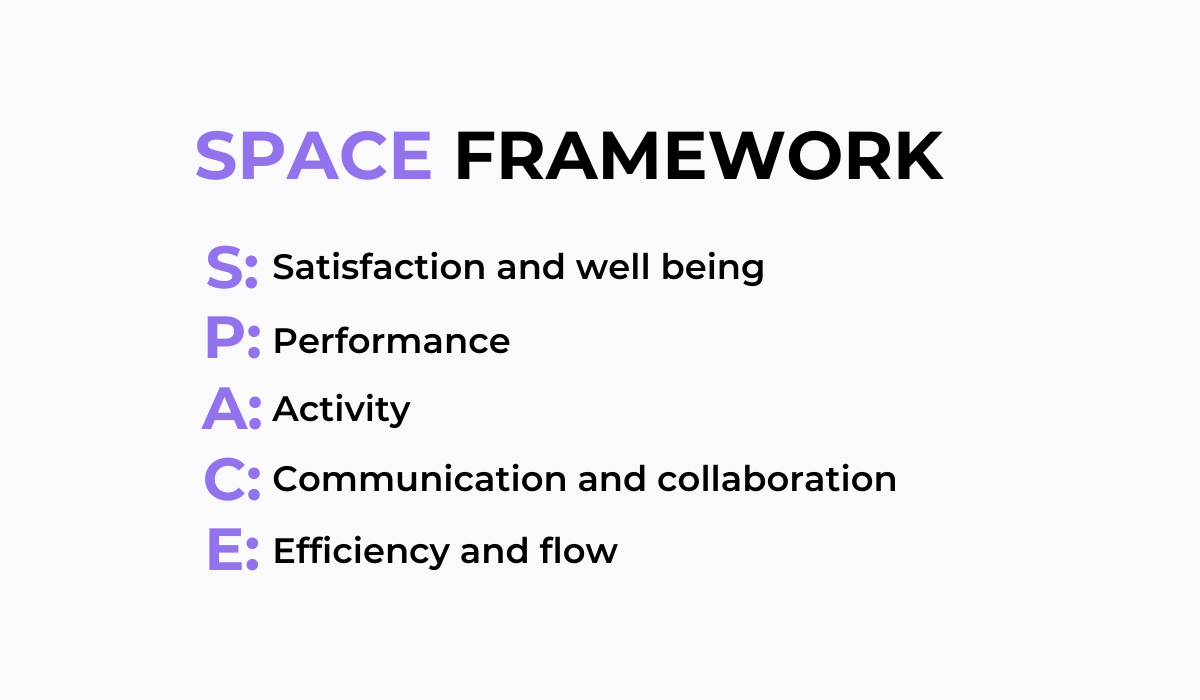 SPACE FRAMEWORK
S: Satisfaction and well being
P: Performance
A: Activity
C: Communication and collaboration
E: Efficiency and flow